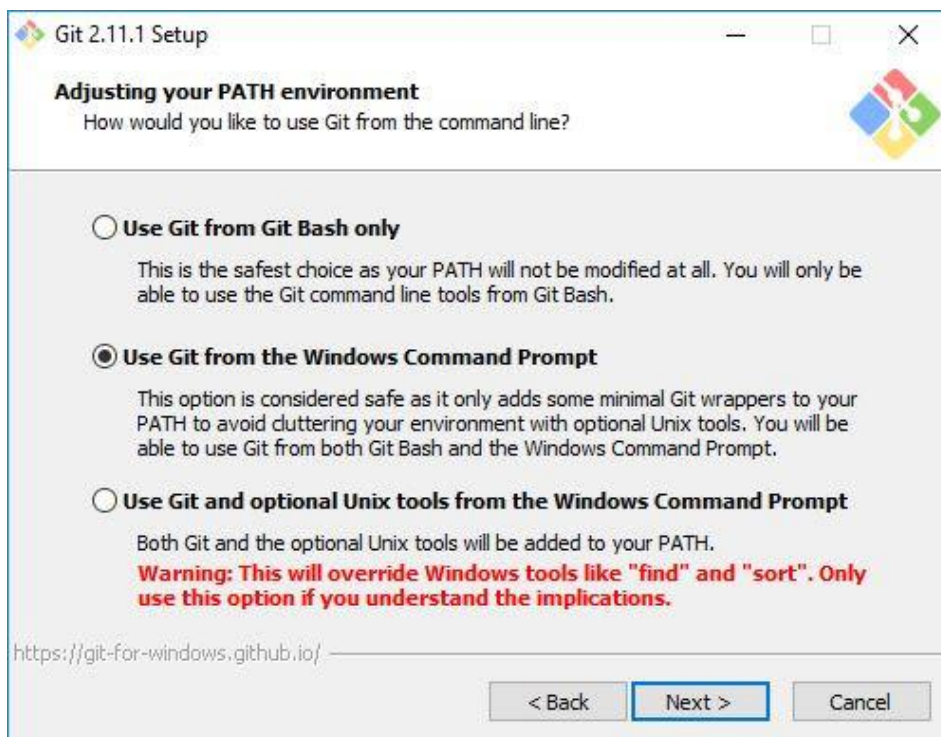 Git 2.11.1 Setup
Adjusting your PATH environment
How would you like to use Git from the command line?
Use Git from Git Bash only
This is the safest choice as your PATH will not be modified at all. You will only be
able to use the Git command line tools from Git Bash.
Use Git from the Windows Command Prompt
This option is considered safe as it only adds some minimal Git wrappers to your
PATH to avoid cluttering your environment with optional Unix tools. You will be
able to use Git from both Git Bash and the Windows Command Prompt.
Use Git and optional Unix tools from the Windows Command Prompt
Both Git and the optional Unix tools will be added to your PATH.
Warning: This will override Windows tools like "find" and "sort". Only
use this option if you understand the implications.
https://git-for-windows.github.io/
< Back Next > Cancel